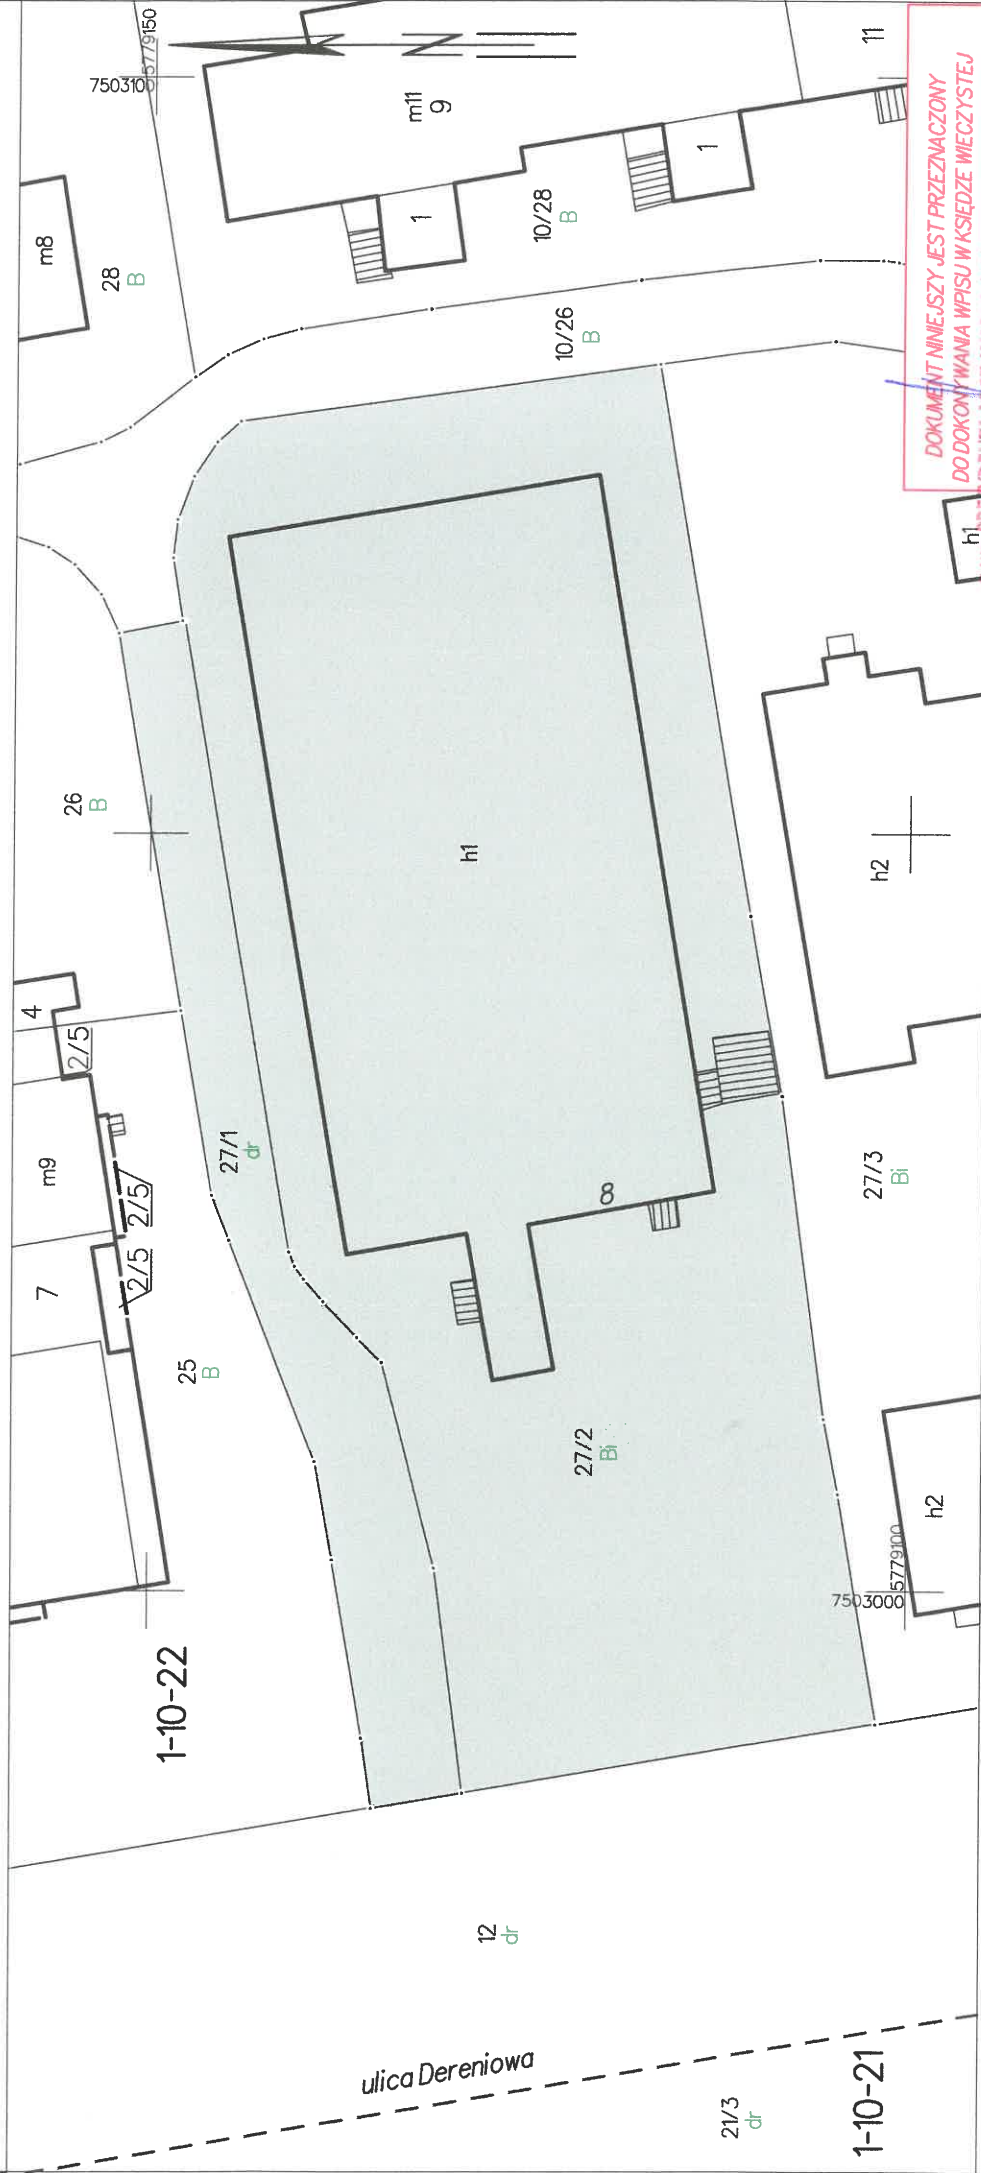 7503100
5779150
m8
28
B
m11
9
1
1
11
10/28
B
10/26
B
DOKUMENT NINIEJSZY JEST PRZEZNACZONY
DO DOKONYWANIA WPISU W KSIĘDZE WIECZYSTEJ
26
B
h1
h1
h2
4
2/5
m9
2/5
2/5
7
27/1
dr
8
25
B
27/2
Bi
27/3
Bi
h2
7503000
5779100
1-10-22
12
dr
ulica Dereniowa
21/3
dr
1-10-21
N